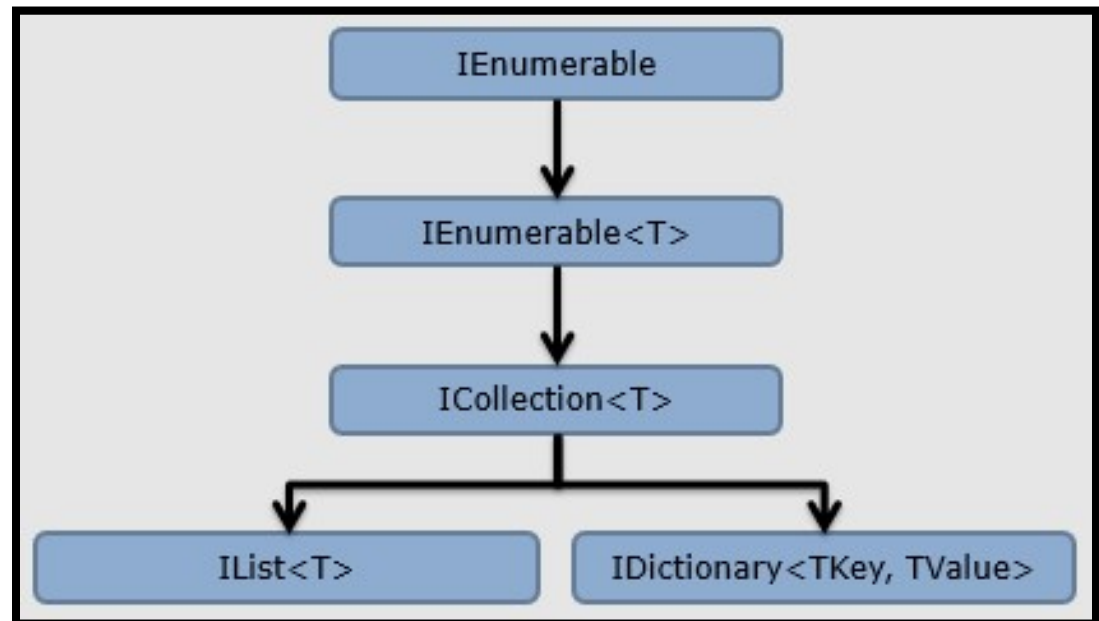 IEnumerable
IEnumerable<T>
ICollection<T>
IList<T>
IDictionary<TKey, TValue>